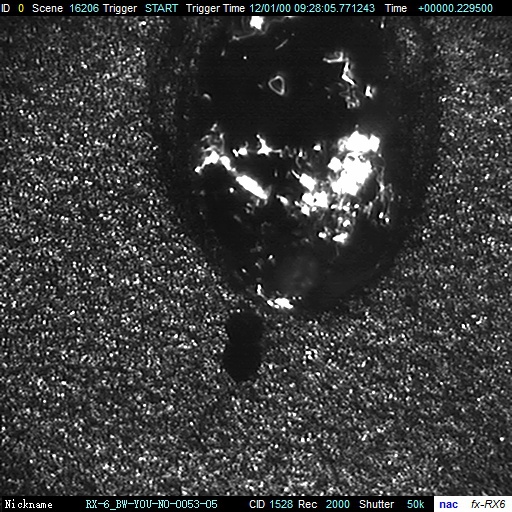 ID 0 Scene 16206 Trigger START Trigger Time 12/01/00 09:28:05.771243 Time +00000.229500
Nickname RX-6_BW-YOU-NO-0053-05 CID 1528 Rec 2000 Shutter 50k nac fx-RX6